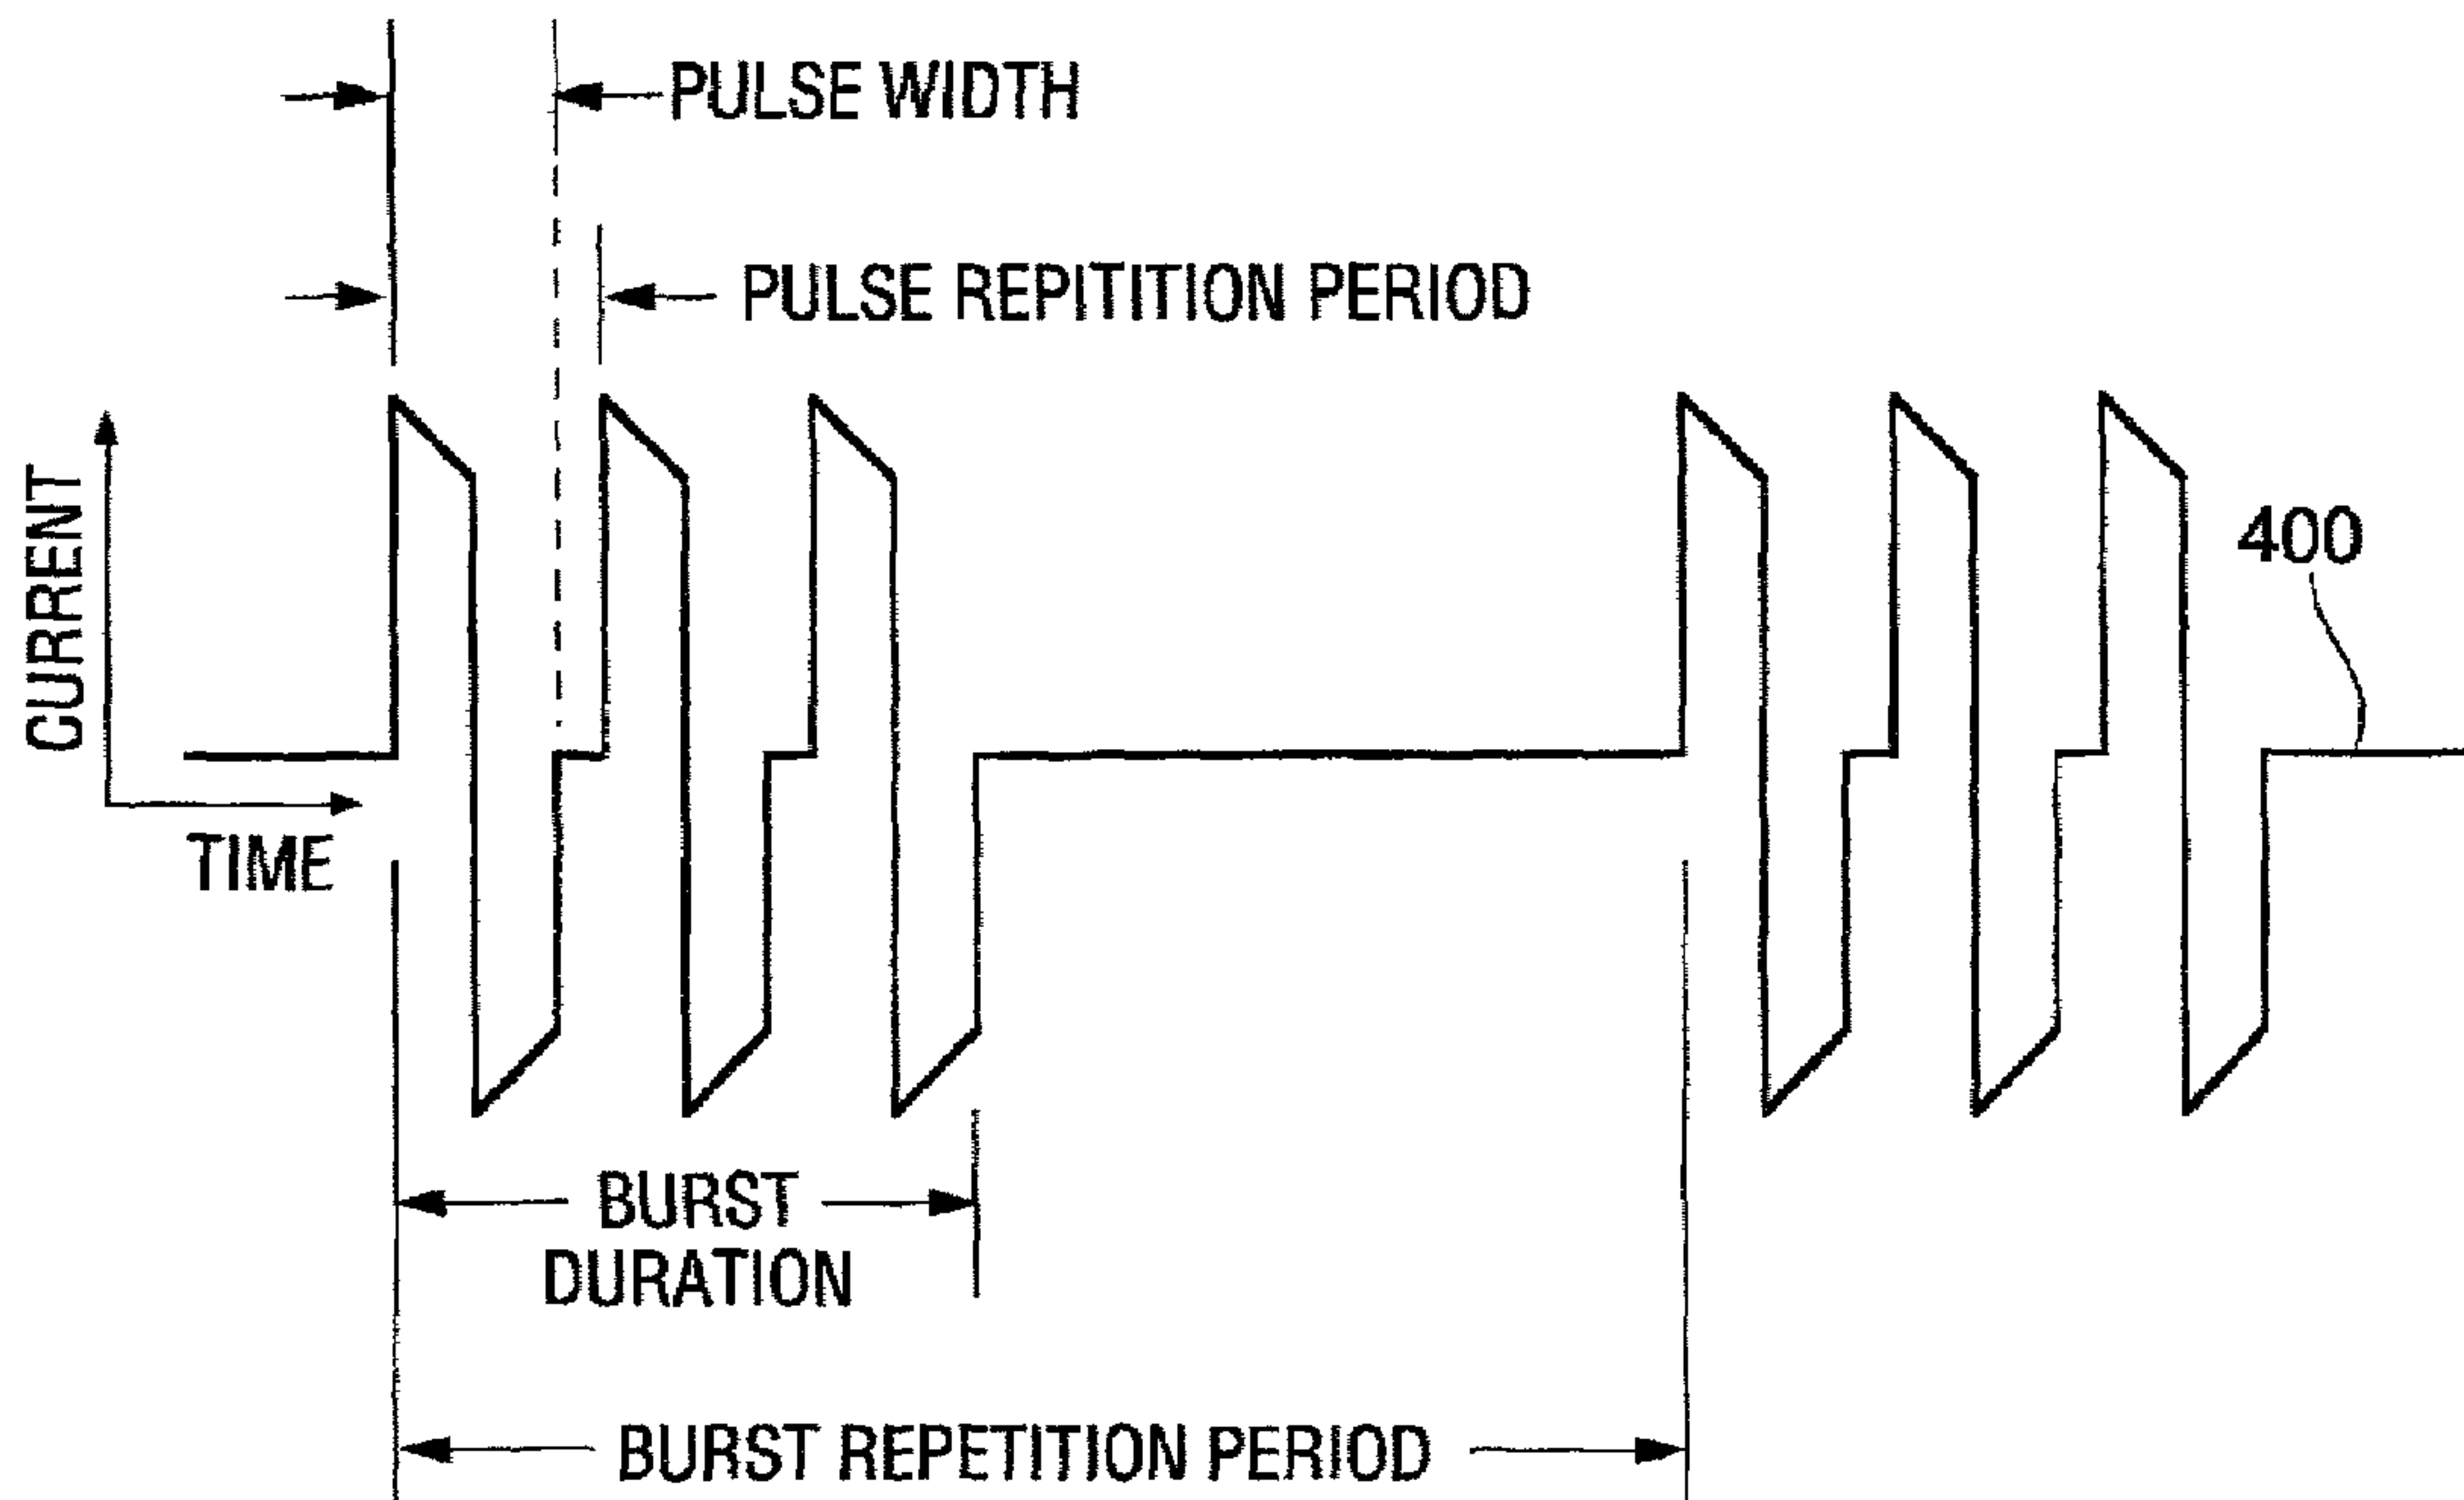 PULSE WIDTH
PULSE REPITITION PERIOD
CURRENT
400
TIME
BURST
DURATION
BURST REPETITION PERIOD